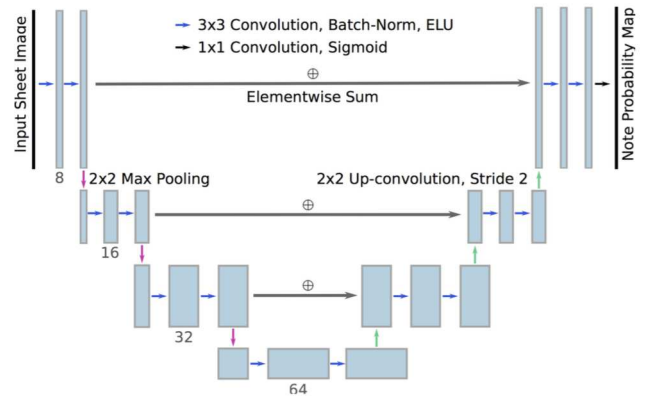 Input Sheet Image
3x3 Convolution, Batch-Norm, ELU
1x1 Convolution, Sigmoid
⊕
Elementwise Sum
Note Probability Map
8
2x2 Max Pooling
2x2 Up-convolution, Stride 2
⊕
16
⊕
32
64